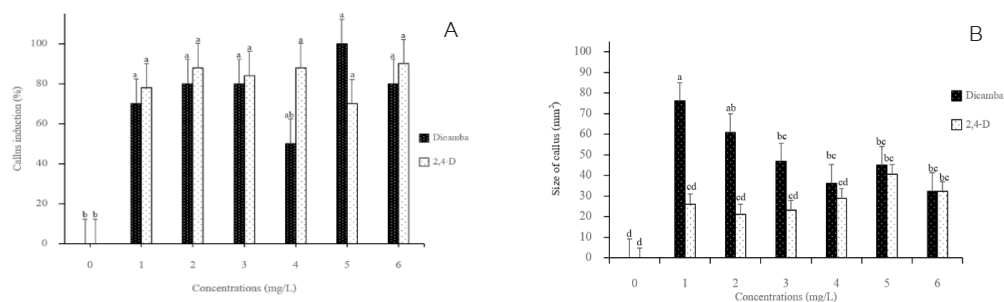 A
Callus induction (%)
100
80
60
40
20
0
b b
a a
a a
a a
ab a
a a
a a
0 1 2 3 4 5 6
Concentrations (mg/L)
Dicamba
2,4-D
B
Size of callus (mm²)
100
90
80
70
60
50
40
30
20
10
0
d d
a cd
ab cd
bc cd
bc cd
bc bc
bc bc
0 1 2 3 4 5 6
Concentrations (mg/L)
Dicamba
2,4-D